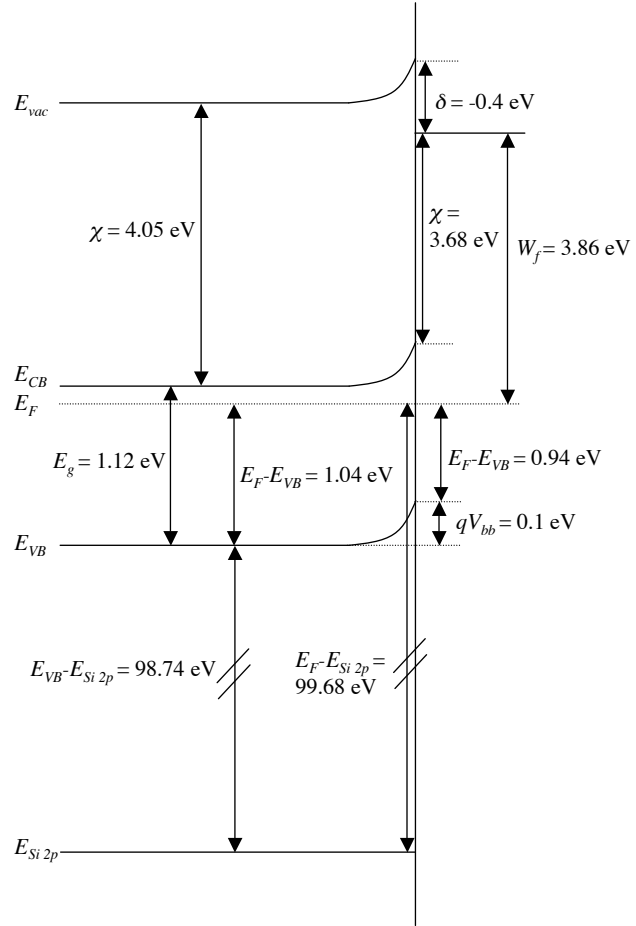 E_vac
δ = -0.4 eV
χ = 4.05 eV
χ =
3.68 eV
W_f = 3.86 eV
E_CB
E_F
E_g = 1.12 eV
E_F-E_VB = 1.04 eV
E_F-E_VB = 0.94 eV
qV_bb = 0.1 eV
E_VB
E_VB-E_Si 2p = 98.74 eV
E_F-E_Si 2p =
99.68 eV
E_Si 2p